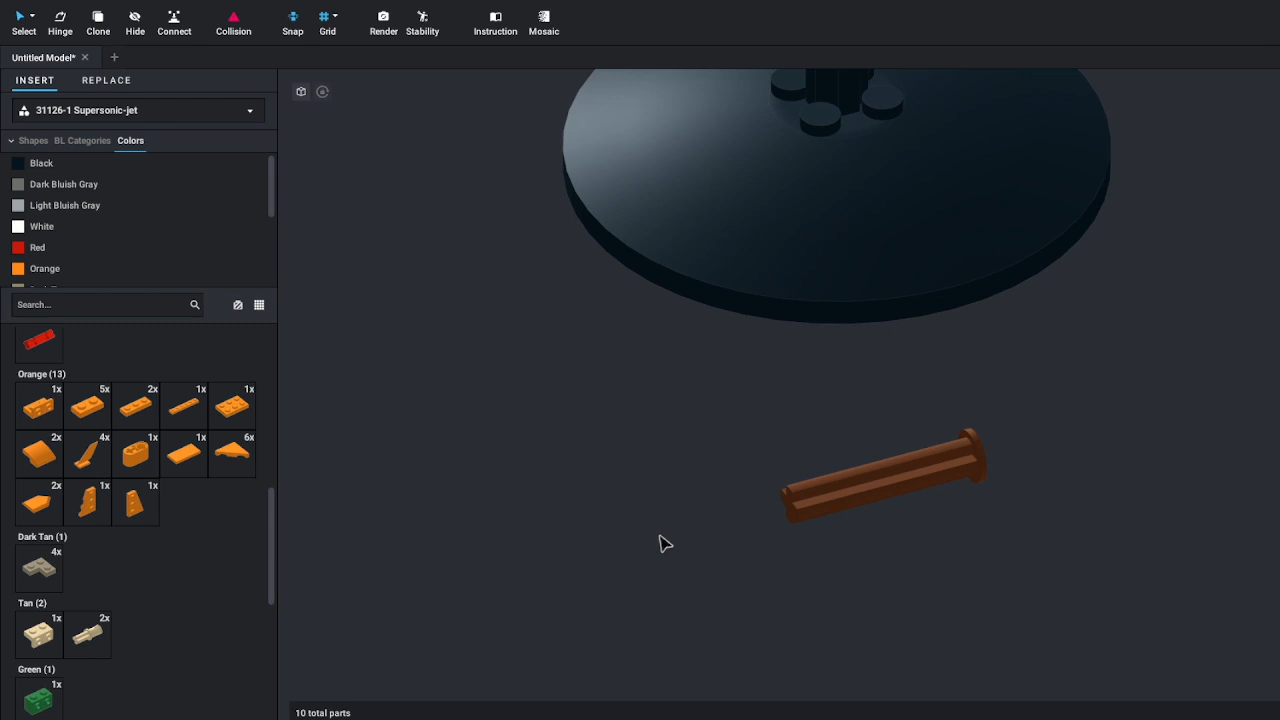 Select Hinge Clone Hide Connect Collision Snap Grid Render Stability Instruction Mosaic
Untitled Model*
INSERT REPLACE
31126-1 Supersonic-jet
Shapes BL Categories Colors
Black
Dark Bluish Gray
Light Bluish Gray
White
Red
Orange
Search...
Orange (13)
1x 5x 2x 1x 1x
2x 4x 1x 1x 6x
2x 1x 1x
Dark Tan (1)
4x
Tan (2)
1x 2x
Green (1)
1x
10 total parts